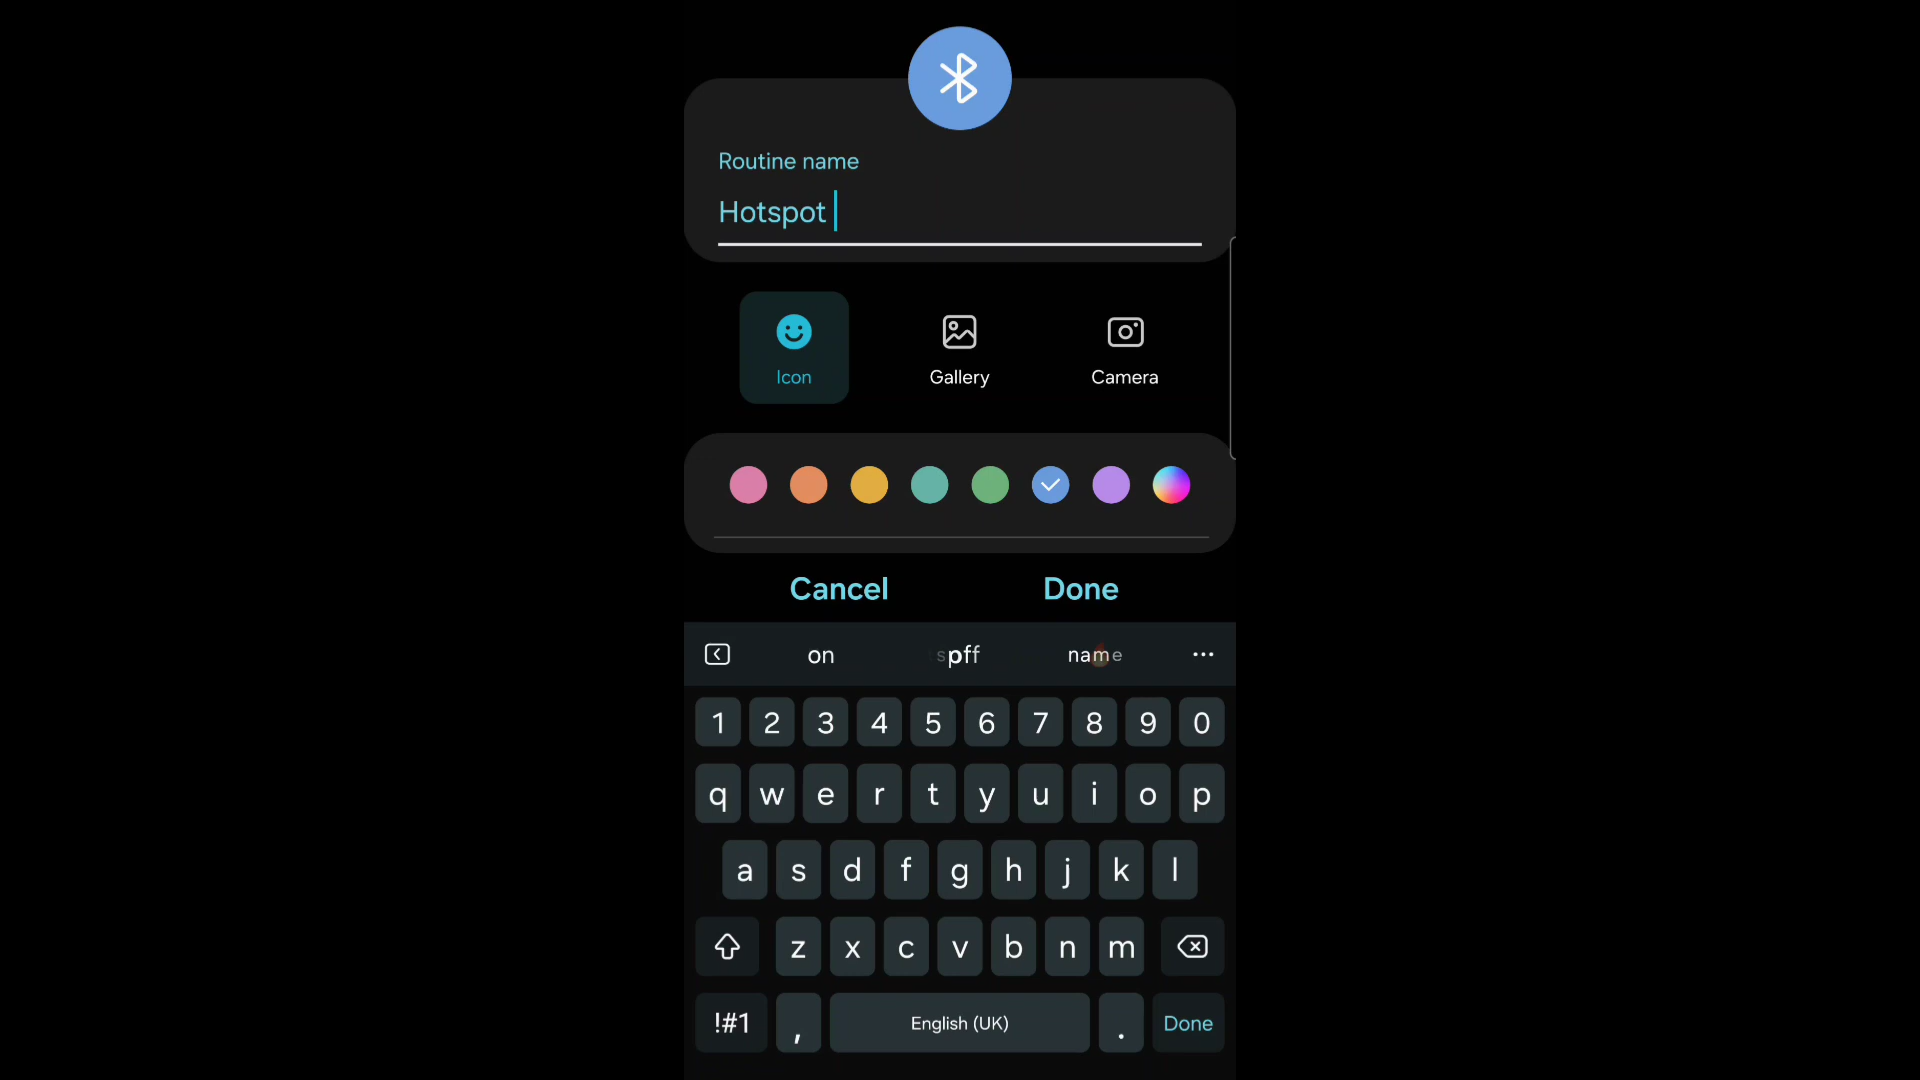 Routine name
Hotspot
Icon Gallery Camera
Cancel Done
on name
1 2 3 4 5 6 7 8 9 0
q w e r t y u i o p
a s d f g h j k l
z x c v b n m
!#1 , English (UK) . Done